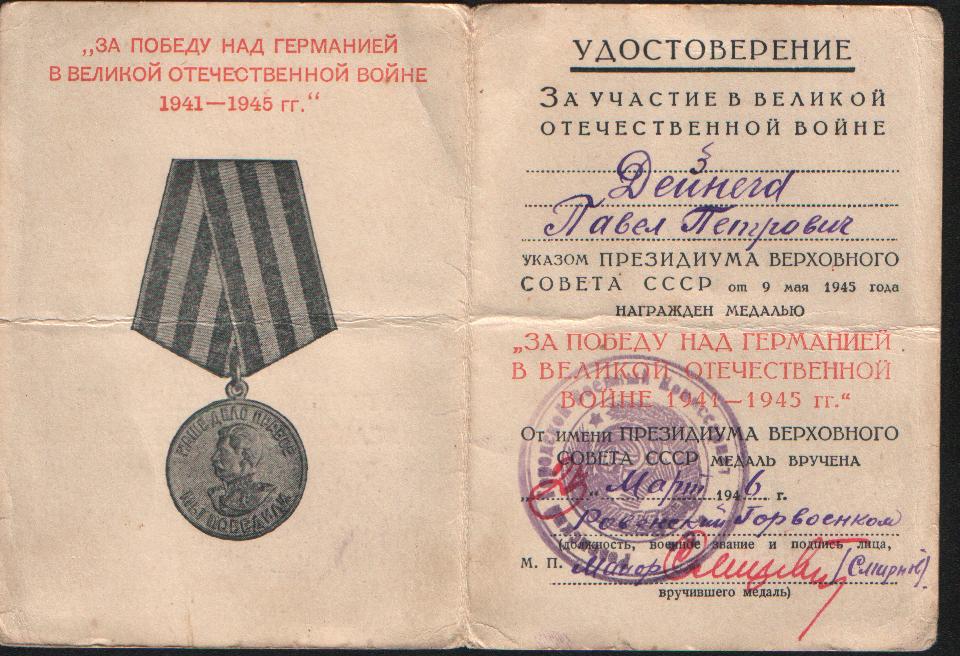 „ЗА ПОБЕДУ НАД ГЕРМАНИЕЙ
В ВЕЛИКОЙ ОТЕЧЕСТВЕННОЙ ВОЙНЕ
1941—1945 гг.“
НАШЕ ДЕЛО ПРАВОЕ
МЫ ПОБЕДИЛИ
УДОСТОВЕРЕНИЕ
ЗА УЧАСТИЕ В ВЕЛИКОЙ
ОТЕЧЕСТВЕННОЙ ВОЙНЕ
Дейнега
Павел Петрович
УКАЗОМ ПРЕЗИДИУМА ВЕРХОВНОГО
СОВЕТА СССР от 9 мая 1945 года
НАГРАЖДЕН МЕДАЛЬЮ
„ЗА ПОБЕДУ НАД ГЕРМАНИЕЙ
В ВЕЛИКОЙ ОТЕЧЕСТВЕННОЙ
ВОЙНЕ 1941—1945 гг.“
От имени ПРЕЗИДИУМА ВЕРХОВНОГО
СОВЕТА СССР МЕДАЛЬ ВРУЧЕНА
„ “ Март 1946 г.
Ровенский Горвоенком
(должность, военное звание и подпись лица,
М. П. Майор (Смирнов)
вручившего медаль)